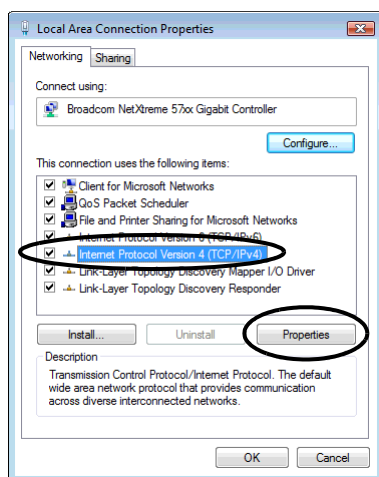 Local Area Connection Properties
Networking Sharing
Connect using:
Broadcom NetXtreme 57xx Gigabit Controller
Configure...
This connection uses the following items:
Client for Microsoft Networks
QoS Packet Scheduler
File and Printer Sharing for Microsoft Networks
Internet Protocol Version 6 (TCP/IPv6)
Internet Protocol Version 4 (TCP/IPv4)
Link-Layer Topology Discovery Mapper I/O Driver
Link-Layer Topology Discovery Responder
Install... Uninstall Properties
Description
Transmission Control Protocol/Internet Protocol. The default
wide area network protocol that provides communication
across diverse interconnected networks.
OK Cancel